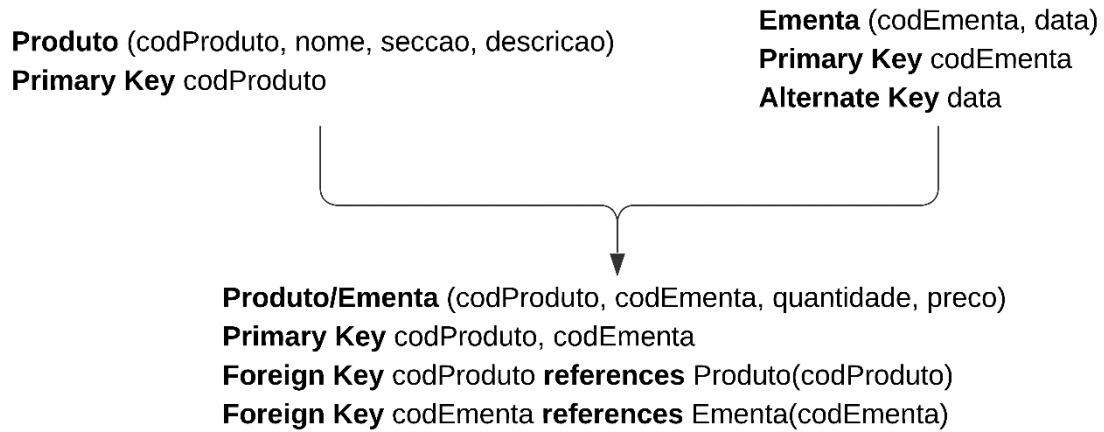 Produto (codProduto, nome, seccao, descricao)
Primary Key codProduto
Ementa (codEmenta, data)
Primary Key codEmenta
Alternate Key data
Produto/Ementa (codProduto, codEmenta, quantidade, preco)
Primary Key codProduto, codEmenta
Foreign Key codProduto references Produto(codProduto)
Foreign Key codEmenta references Ementa(codEmenta)